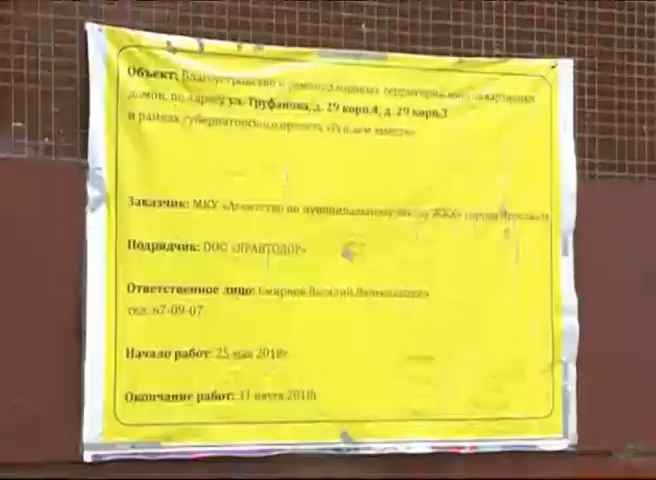 Объект: Благоустройство и ремонт дворовых территорий многоквартирных
домов, по адресу ул. Труфанова, д. 29 корп.4, д. 29 корп.3
в рамках губернаторского проекта «Решаем вместе»
Заказчик: МКУ «Агентство по муниципальному заказу ЖКХ» города Ярославля
Подрядчик: ООО «ЯРАВТОДОР»
Ответственное лицо: Смирнов Василий
тел. 67-09-07
Начало работ: 25 мая 2018г
Окончание работ: 31 июля 2018г